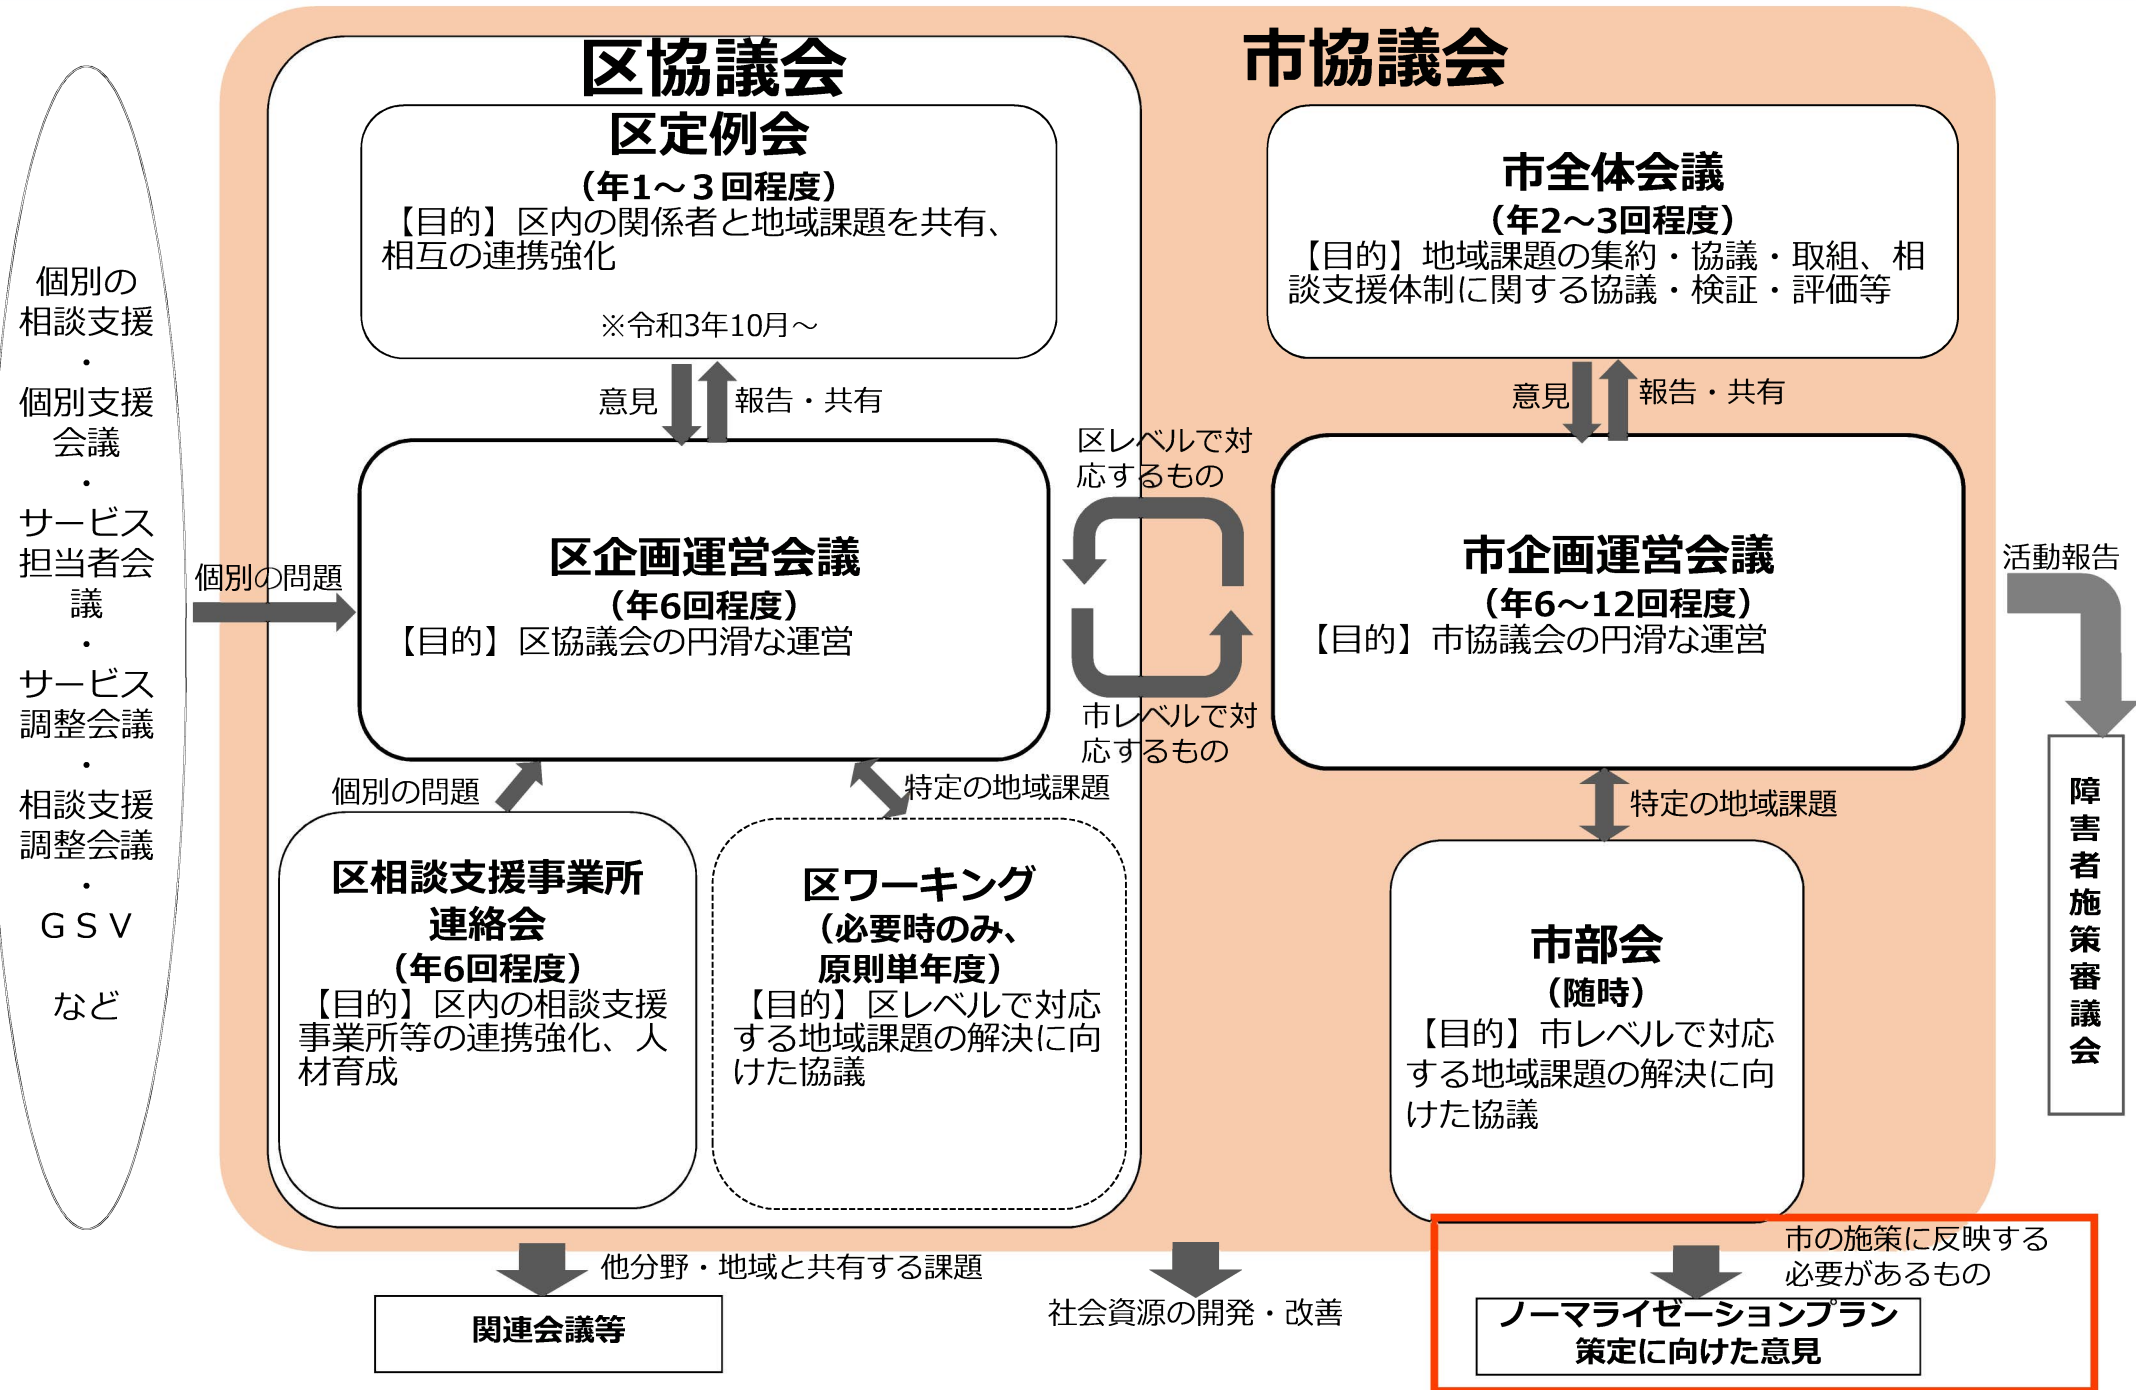 区協議会
市協議会
区定例会
（年1～３回程度）
【目的】区内の関係者と地域課題を共有、
相互の連携強化
※令和3年10月～
市全体会議
（年2～3回程度）
【目的】地域課題の集約・協議・取組、相
談支援体制に関する協議・検証・評価等
意見
報告・共有
意見
報告・共有
個別の
相談支援
・
個別支援
会議
・
サービス
担当者会
議
・
サービス
調整会議
・
相談支援
調整会議
・
ＧＳＶ
など
個別の問題
区企画運営会議
（年6回程度）
【目的】区協議会の円滑な運営
区レベルで対
応するもの
市レベルで対
応するもの
市企画運営会議
（年6～12回程度）
【目的】市協議会の円滑な運営
活動報告
障害者施策審議会
個別の問題
特定の地域課題
特定の地域課題
区相談支援事業所
連絡会
（年6回程度）
【目的】区内の相談支援
事業所等の連携強化、人
材育成
区ワーキング
（必要時のみ、
原則単年度）
【目的】区レベルで対応
する地域課題の解決に向
けた協議
市部会
（随時）
【目的】市レベルで対応
する地域課題の解決に向
けた協議
他分野・地域と共有する課題
関連会議等
社会資源の開発・改善
市の施策に反映する
必要があるもの
ノーマライゼーションプラン
策定に向けた意見